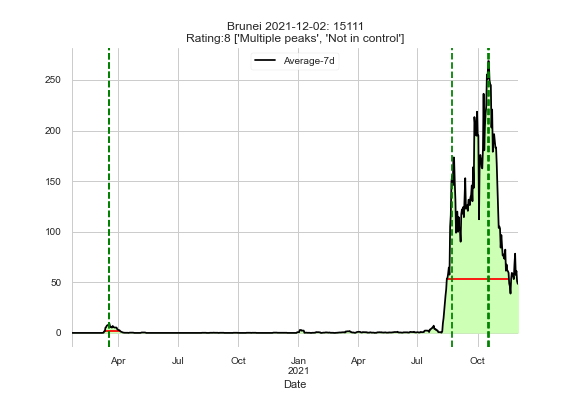 Brunei 2021-12-02: 15111
Rating:8 ['Multiple peaks', 'Not in control']
Average-7d
250
200
150
100
50
0
Apr Jul Oct Jan Apr Jul Oct
2021
Date